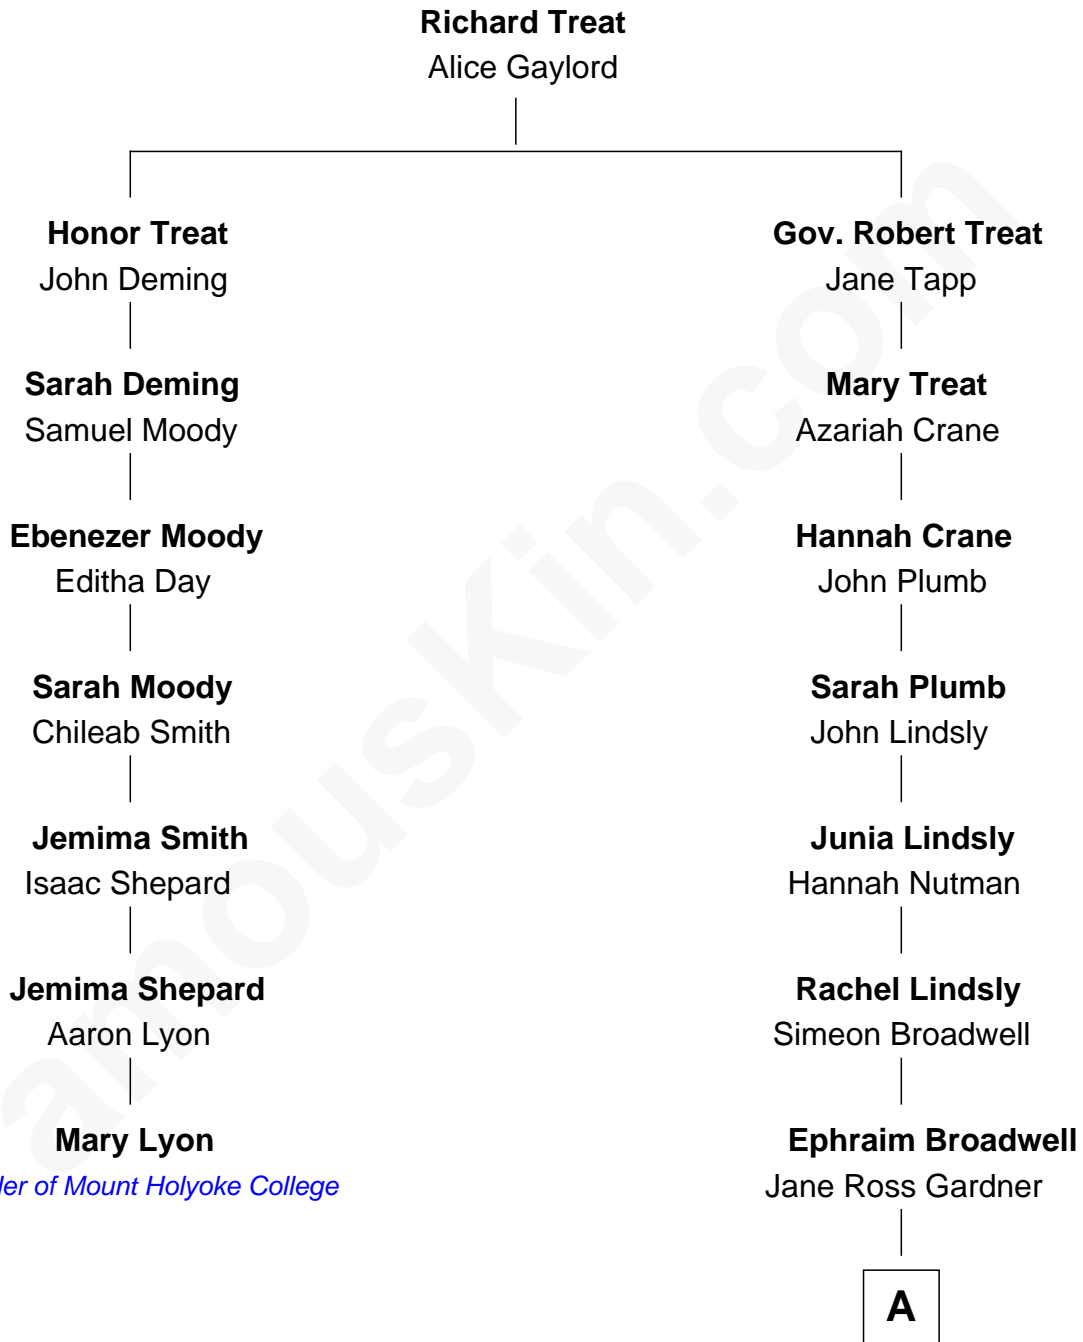 Richard Treat
Alice Gaylord
Honor Treat
John Deming
Gov. Robert Treat
Jane Tapp
Sarah Deming
Samuel Moody
Mary Treat
Azariah Crane
Ebenezer Moody
Editha Day
Hannah Crane
John Plumb
Sarah Moody
Chileab Smith
Sarah Plumb
John Lindsly
Jemima Smith
Isaac Shepard
Junia Lindsly
Hannah Nutman
Jemima Shepard
Aaron Lyon
Rachel Lindsly
Simeon Broadwell
Mary Lyon
of Mount Holyoke College
Ephraim Broadwell
Jane Ross Gardner
A
amouskin.com